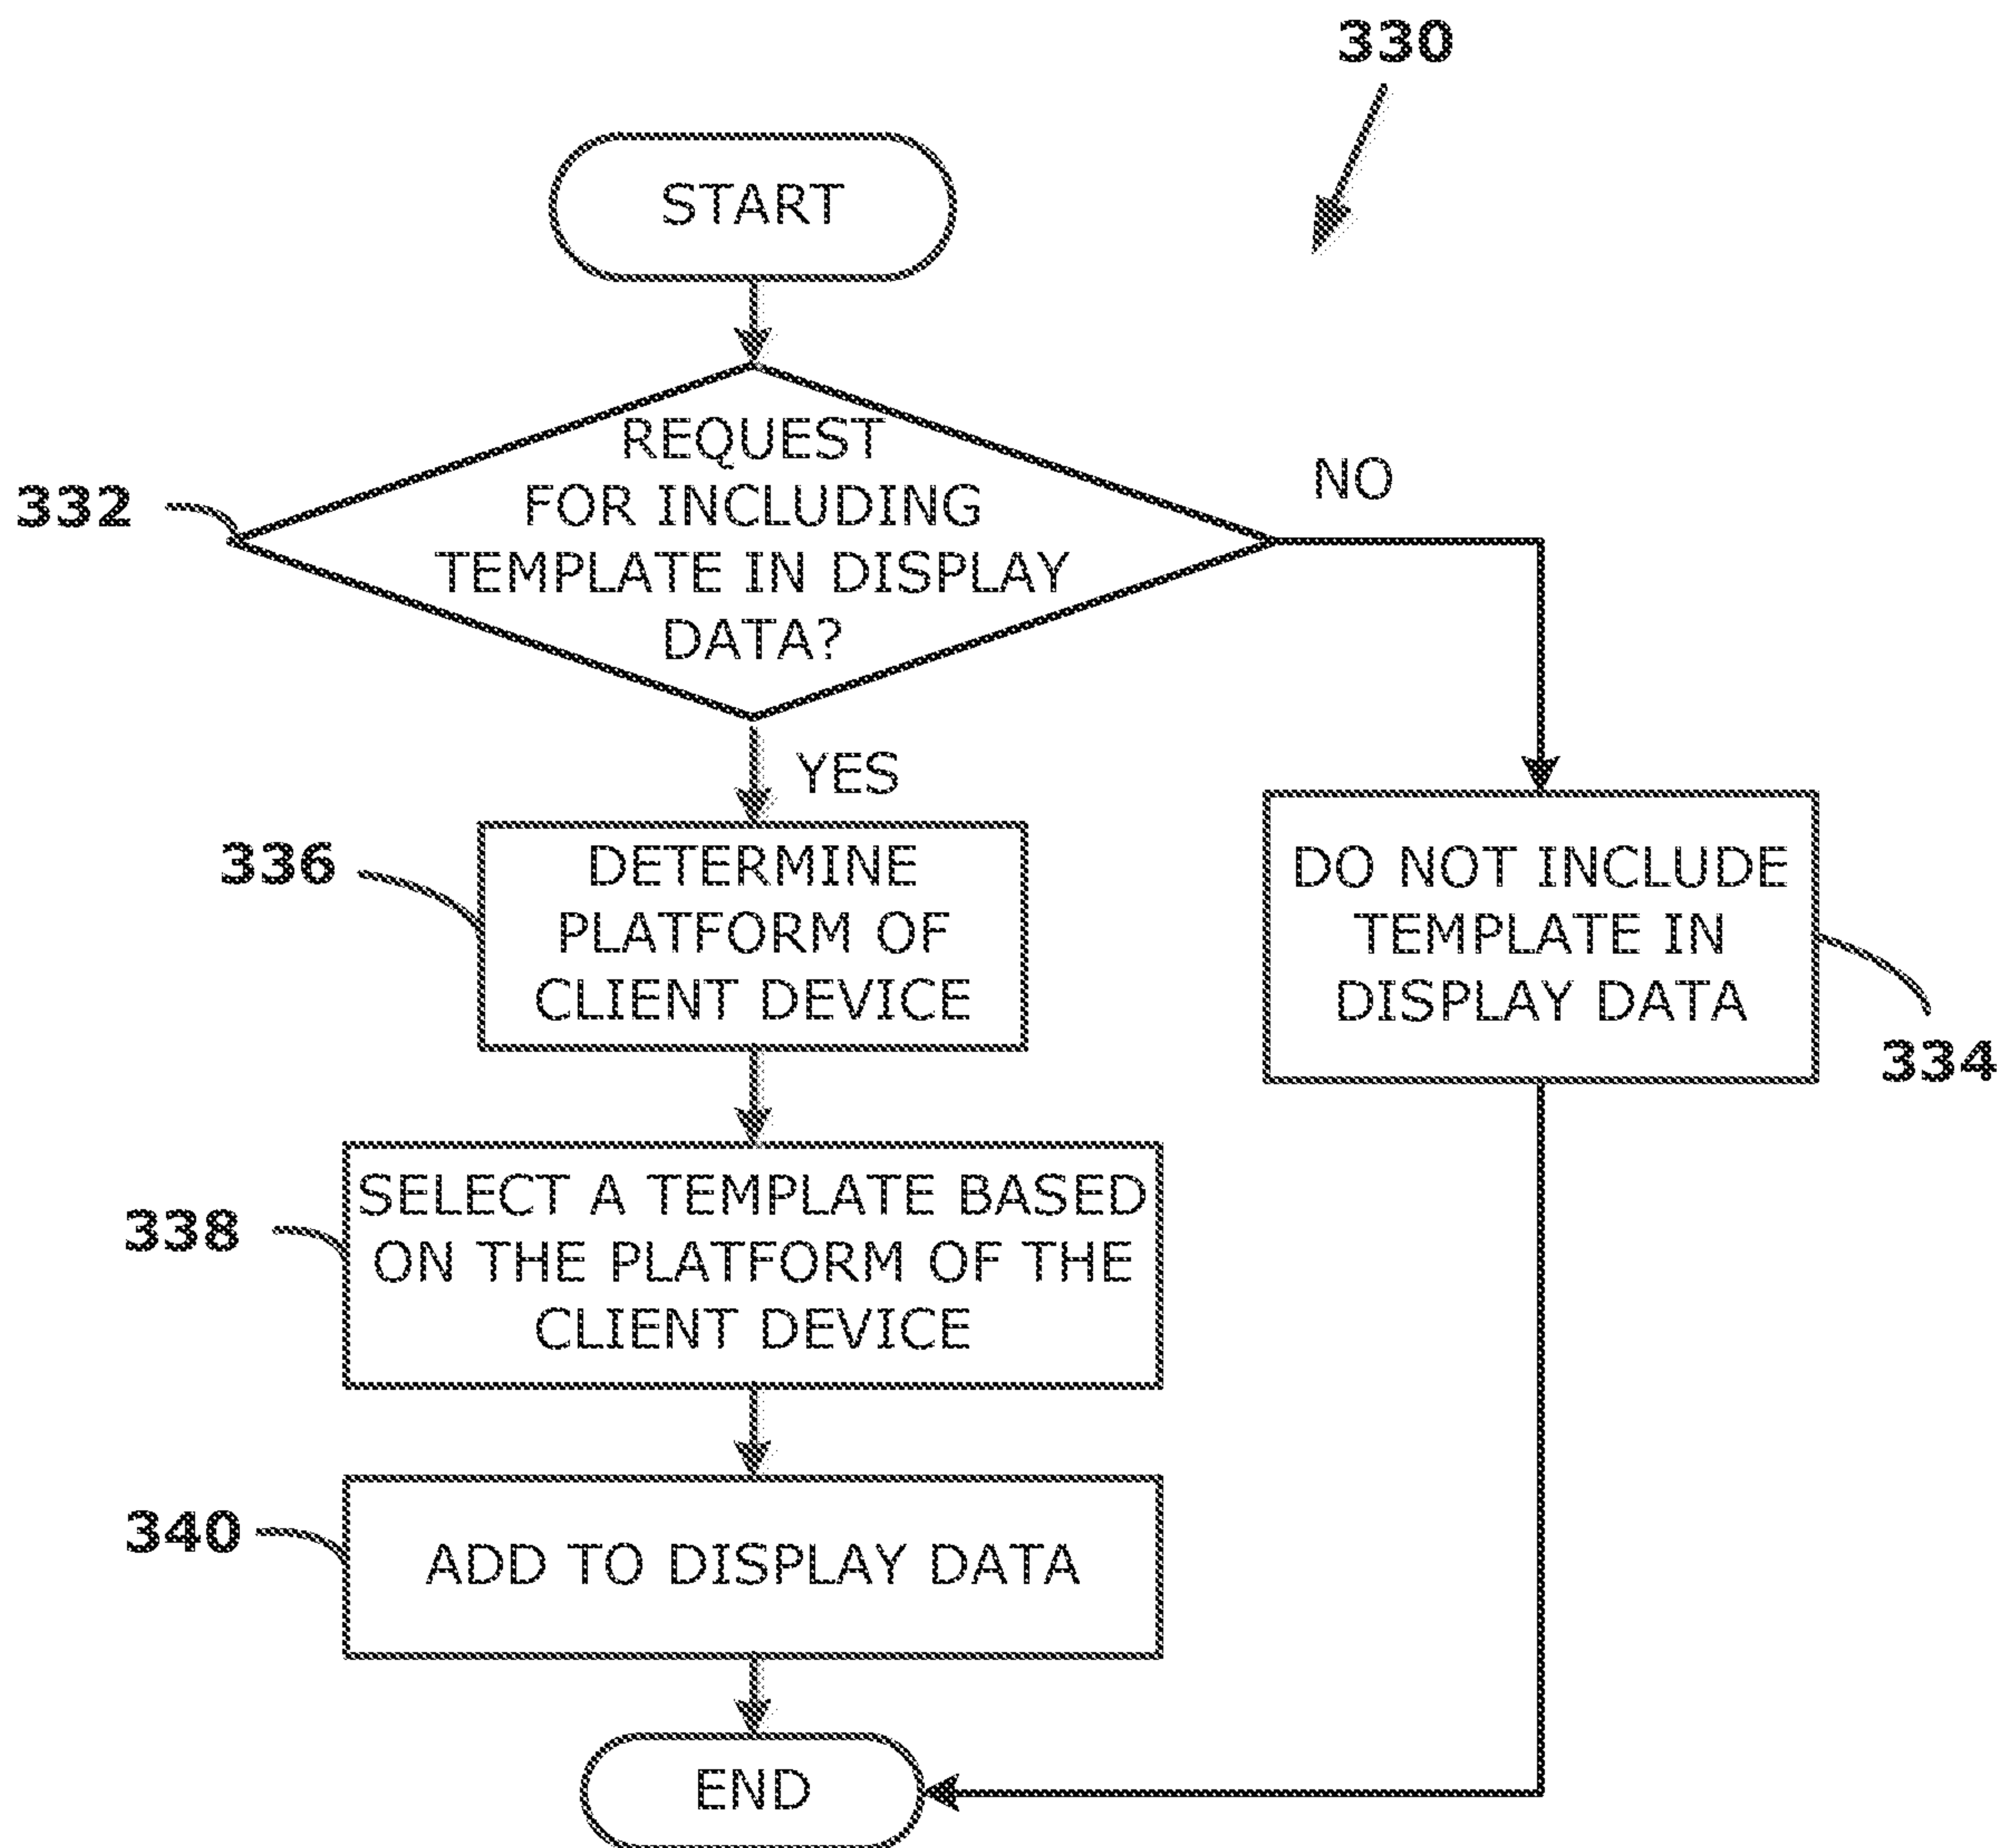 330
START
REQUEST
FOR INCLUDING
TEMPLATE IN DISPLAY
DATA?
332
NO
YES
336
DETERMINE
PLATFORM OF
CLIENT DEVICE
DO NOT INCLUDE
TEMPLATE IN
DISPLAY DATA
334
338
SELECT A TEMPLATE BASED
ON THE PLATFORM OF THE
CLIENT DEVICE
340
ADD TO DISPLAY DATA
END